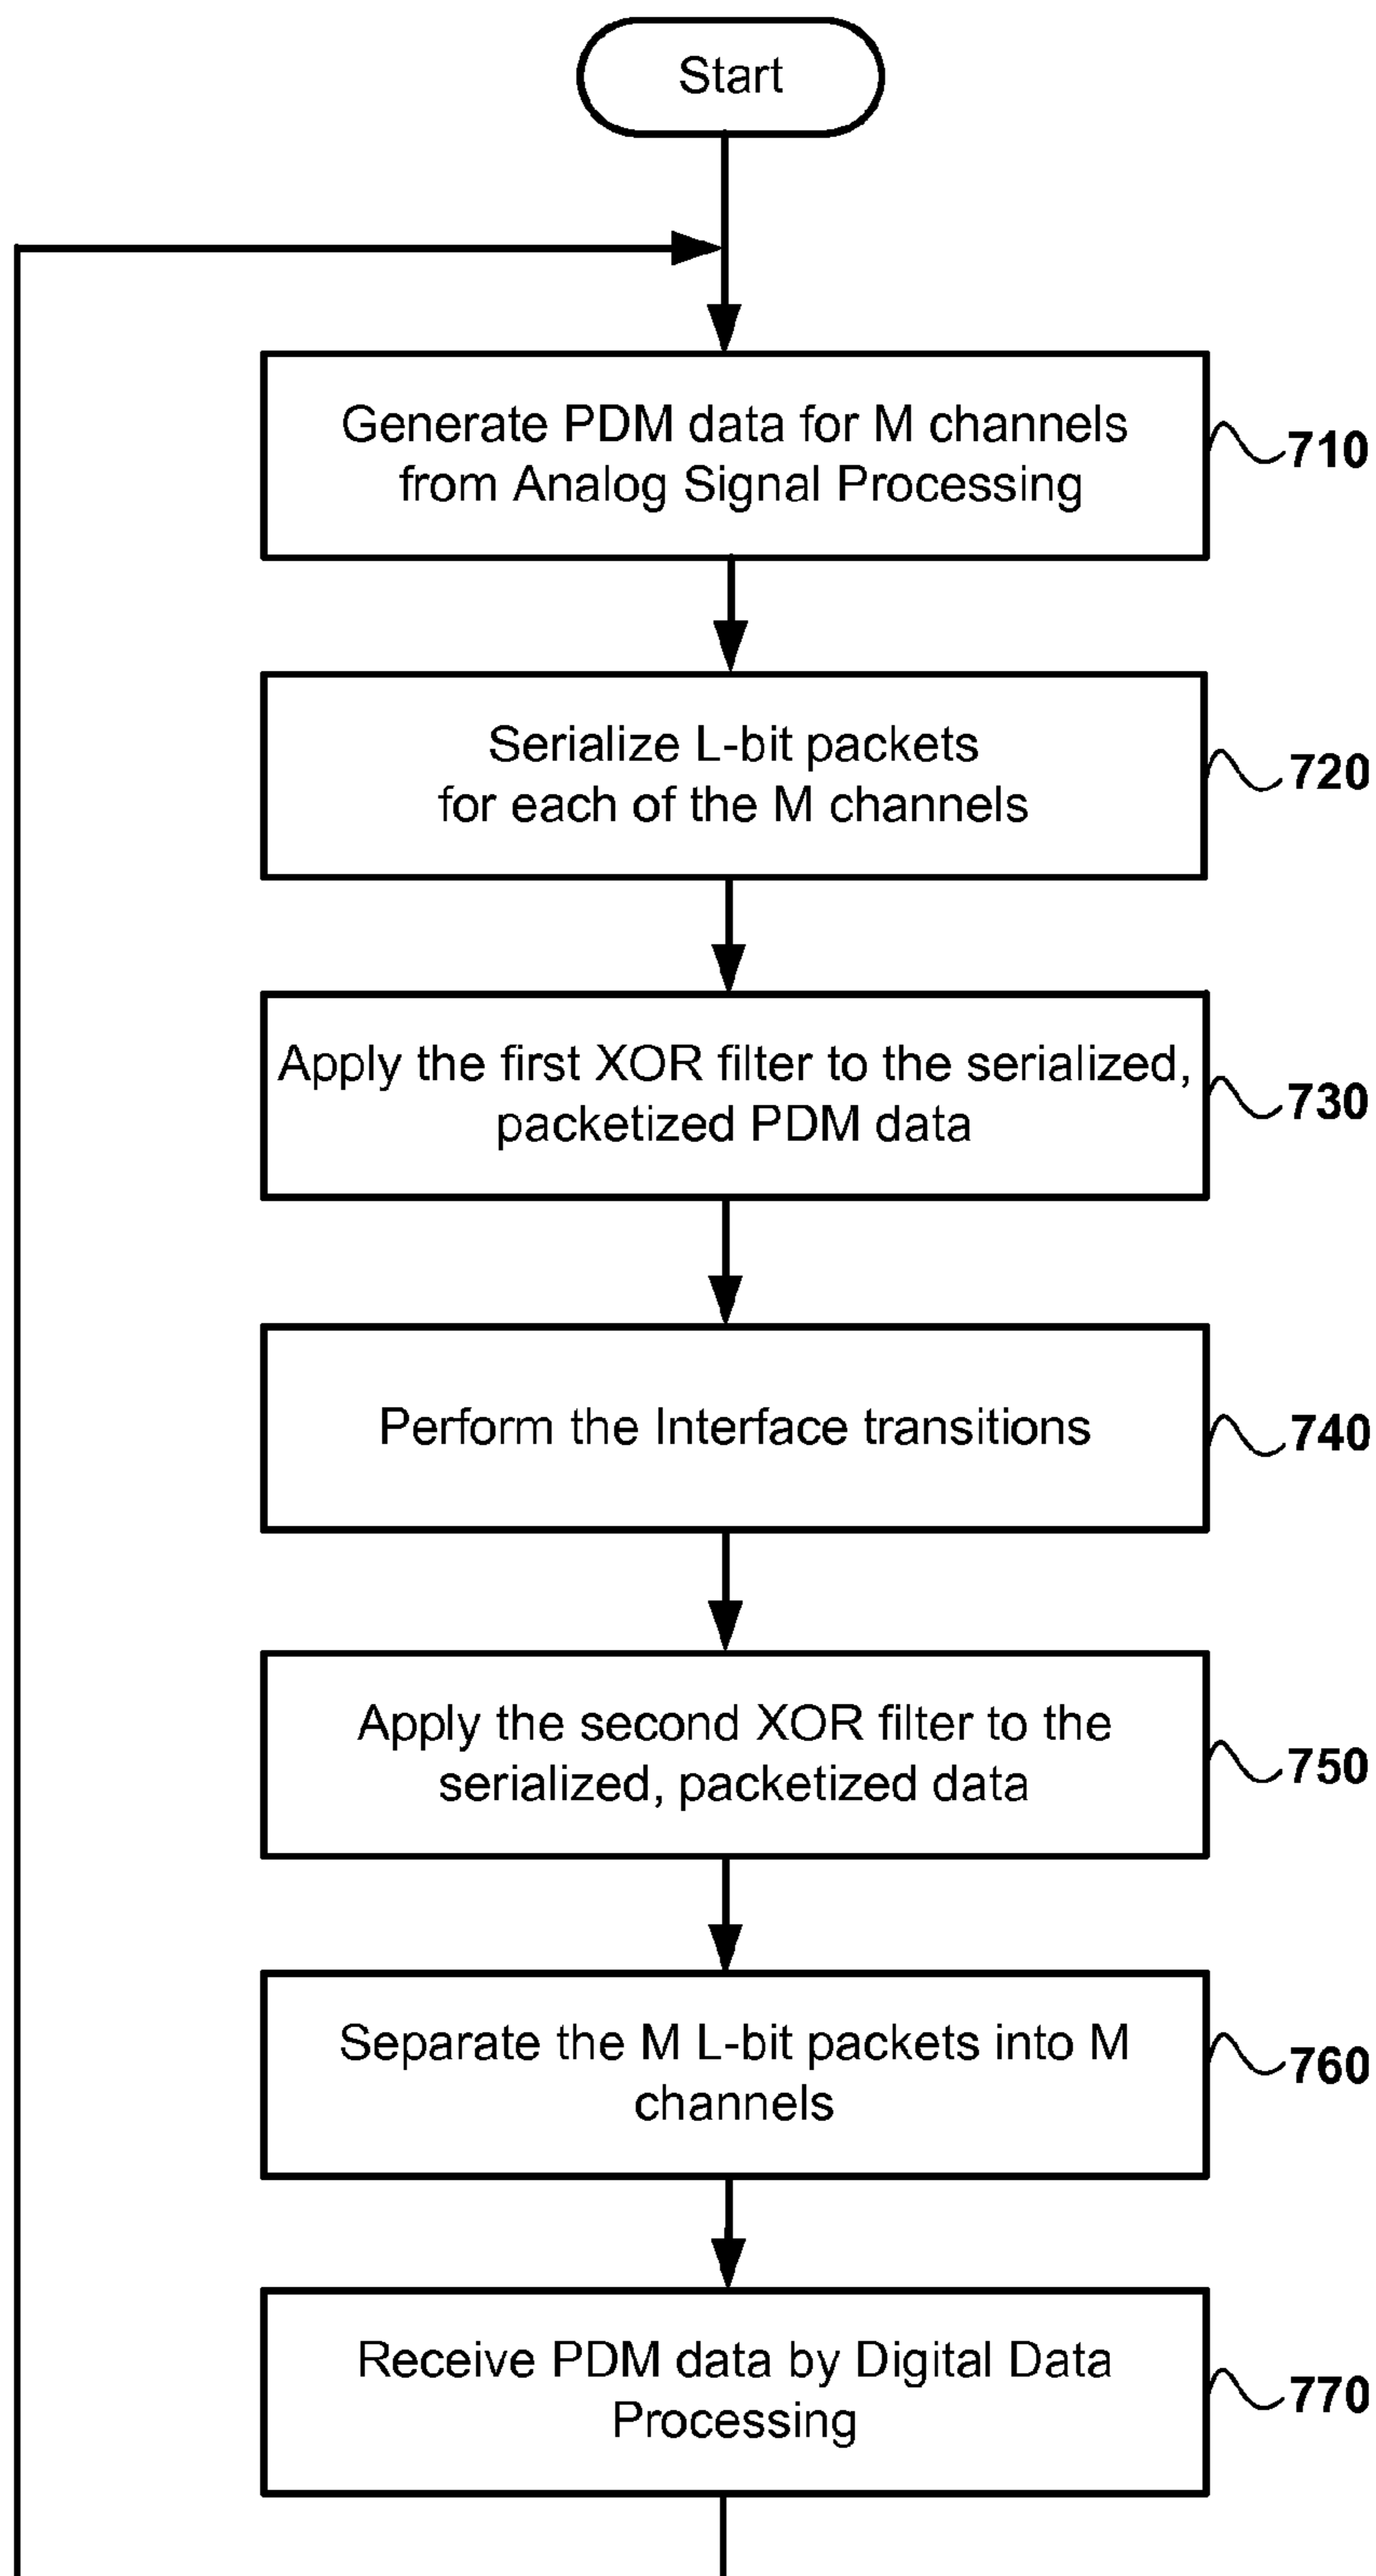 Start
Generate PDM data for M channels
from Analog Signal Processing
710
Serialize L-bit packets
for each of the M channels
720
Apply the first XOR filter to the serialized,
packetized PDM data
730
Perform the Interface transitions
740
Apply the second XOR filter to the
serialized, packetized data
750
Separate the M L-bit packets into M
channels
760
Receive PDM data by Digital Data
Processing
770